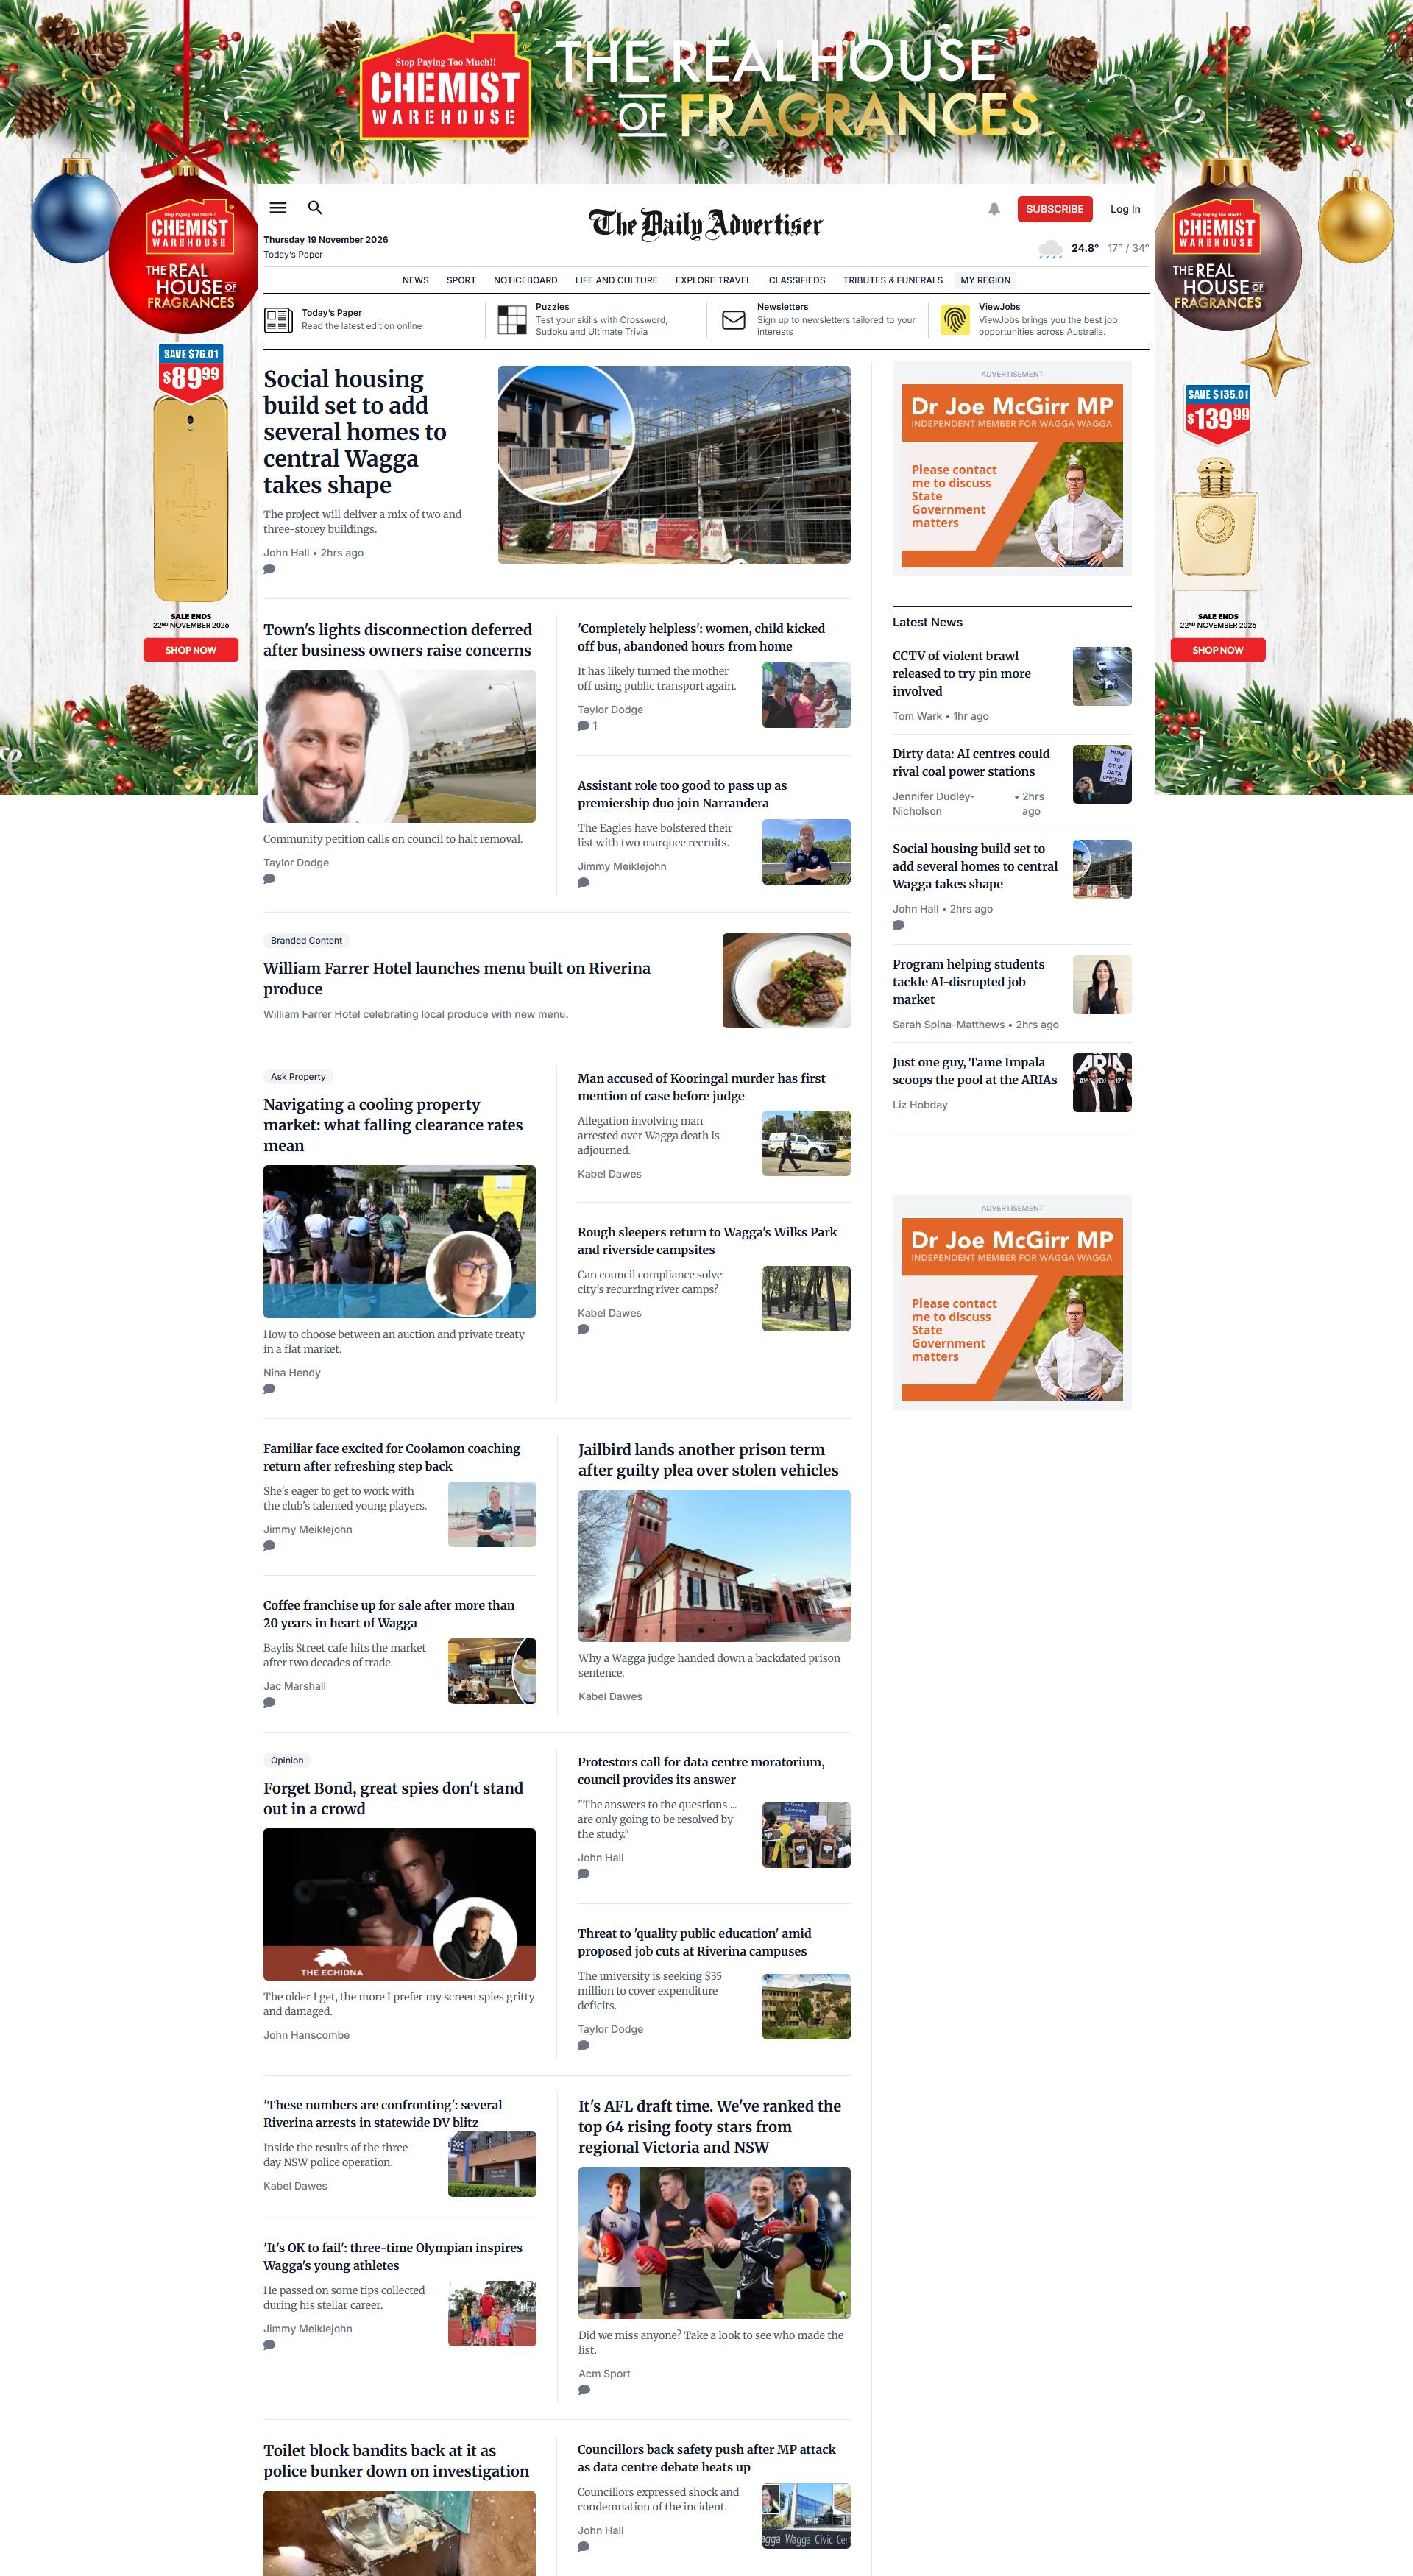 Stop Paying Too Much!!
CHEMIST
WAREHOUSE
THE REAL HOUSE
OF FRAGRANCES
Stop Paying Too Much!!
CHEMIST
WAREHOUSE
THE REAL
HOUSE OF
FRAGRANCES
SAVE $76.01
$89.99
SALE ENDS
22ND NOVEMBER 2026
SHOP NOW
Stop Paying Too Much!!
CHEMIST
WAREHOUSE
THE REAL
HOUSE OF
FRAGRANCES
SAVE $135.01
$139.99
SALE ENDS
22ND NOVEMBER 2026
SHOP NOW
The Daily Advertiser
SUBSCRIBE
Log In
Thursday 19 November 2026
Today's Paper
24.8° 17° / 34°
NEWS SPORT NOTICEBOARD LIFE AND CULTURE EXPLORE TRAVEL CLASSIFIEDS TRIBUTES & FUNERALS MY REGION
Today's Paper
Read the latest edition online
Puzzles
Test your skills with Crossword,
Sudoku and Ultimate Trivia
Newsletters
Sign up to newsletters tailored to your
interests
ViewJobs
ViewJobs brings you the best job
opportunities across Australia.
Social housing
build set to add
several homes to
central Wagga
takes shape
The project will deliver a mix of two and
three-storey buildings.
John Hall • 2hrs ago
Town's lights disconnection deferred
after business owners raise concerns
Community petition calls on council to halt removal.
Taylor Dodge
'Completely helpless': women, child kicked
off bus, abandoned hours from home
It has likely turned the mother
off using public transport again.
Taylor Dodge
1
Assistant role too good to pass up as
premiership duo join Narrandera
The Eagles have bolstered their
list with two marquee recruits.
Jimmy Meiklejohn
Branded Content
William Farrer Hotel launches menu built on Riverina
produce
William Farrer Hotel celebrating local produce with new menu.
Ask Property
Navigating a cooling property
market: what falling clearance rates
mean
How to choose between an auction and private treaty
in a flat market.
Nina Hendy
Man accused of Kooringal murder has first
mention of case before judge
Allegation involving man
arrested over Wagga death is
adjourned.
Kabel Dawes
Rough sleepers return to Wagga's Wilks Park
and riverside campsites
Can council compliance solve
city's recurring river camps?
Kabel Dawes
Familiar face excited for Coolamon coaching
return after refreshing step back
She's eager to get to work with
the club's talented young players.
Jimmy Meiklejohn
Coffee franchise up for sale after more than
20 years in heart of Wagga
Baylis Street cafe hits the market
after two decades of trade.
Jac Marshall
Jailbird lands another prison term
after guilty plea over stolen vehicles
Why a Wagga judge handed down a backdated prison
sentence.
Kabel Dawes
Opinion
Forget Bond, great spies don't stand
out in a crowd
THE ECHIDNA
The older I get, the more I prefer my screen spies gritty
and damaged.
John Hanscombe
Protestors call for data centre moratorium,
council provides its answer
"The answers to the questions ...
are only going to be resolved by
the study."
John Hall
Threat to 'quality public education' amid
proposed job cuts at Riverina campuses
The university is seeking $35
million to cover expenditure
deficits.
Taylor Dodge
'These numbers are confronting': several
Riverina arrests in statewide DV blitz
Inside the results of the three-
day NSW police operation.
Kabel Dawes
'It's OK to fail': three-time Olympian inspires
Wagga's young athletes
He passed on some tips collected
during his stellar career.
Jimmy Meiklejohn
It's AFL draft time. We've ranked the
top 64 rising footy stars from
regional Victoria and NSW
Did we miss anyone? Take a look to see who made the
list.
Acm Sport
Toilet block bandits back at it as
police bunker down on investigation
Councillors back safety push after MP attack
as data centre debate heats up
Councillors expressed shock and
condemnation of the incident.
John Hall
agga Wagga Civic Cen
ADVERTISEMENT
Dr Joe McGirr MP
INDEPENDENT MEMBER FOR WAGGA WAGGA
Please contact
me to discuss
State
Government
matters
Latest News
CCTV of violent brawl
released to try pin more
involved
Tom Wark • 1hr ago
Dirty data: AI centres could
rival coal power stations
Jennifer Dudley-
Nicholson
• 2hrs
ago
HONK
TO
STOP
DATA
CENTRES
Social housing build set to
add several homes to central
Wagga takes shape
John Hall • 2hrs ago
Program helping students
tackle AI-disrupted job
market
Sarah Spina-Matthews • 2hrs ago
Just one guy, Tame Impala
scoops the pool at the ARIAs
Liz Hobday
ARIA
ADVERTISEMENT
Dr Joe McGirr MP
INDEPENDENT MEMBER FOR WAGGA WAGGA
Please contact
me to discuss
State
Government
matters